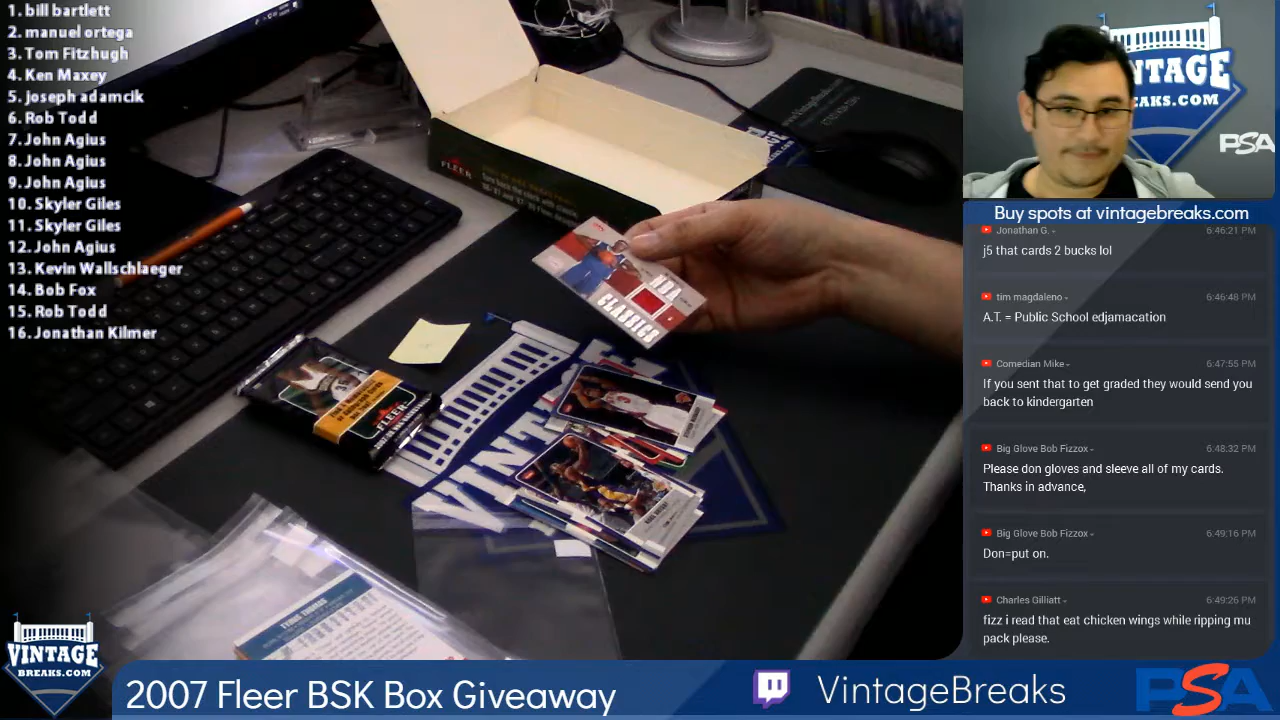 1. bill bartlett
2. manuel ortega
3. Tom Fitzhugh
4. Ken Maxey
5. joseph adamcik
6. Rob Todd
7. John Agius
8. John Agius
9. John Agius
10. Skyler Giles
11. Skyler Giles
12. John Agius
13. Kevin Wallschlaeger
14. Bob Fox
15. Rob Todd
16. Jonathan Kilmer
FLEER
NBA
CLASSICS
FLEER
VINTAGE
KOBE BRYANT
VINTAGE
BREAKS.COM
2007 Fleer BSK Box Giveaway
VintageBreaks
PSA
NTAGE
KS.COM
PSA
Buy spots at vintagebreaks.com
Jonathan G.
6:46:21 PM
j5 that cards 2 bucks lol
tim magdaleno
6:46:48 PM
A.T. = Public School edjamacation
Comedian Mike
6:47:55 PM
If you sent that to get graded they would send you
back to kindergarten
Big Glove Bob Fizzox
6:48:32 PM
Please don gloves and sleeve all of my cards.
Thanks in advance,
Big Glove Bob Fizzox
6:49:16 PM
Don=put on.
Charles Gilliatt
6:49:26 PM
fizz i read that eat chicken wings while ripping mu
pack please.